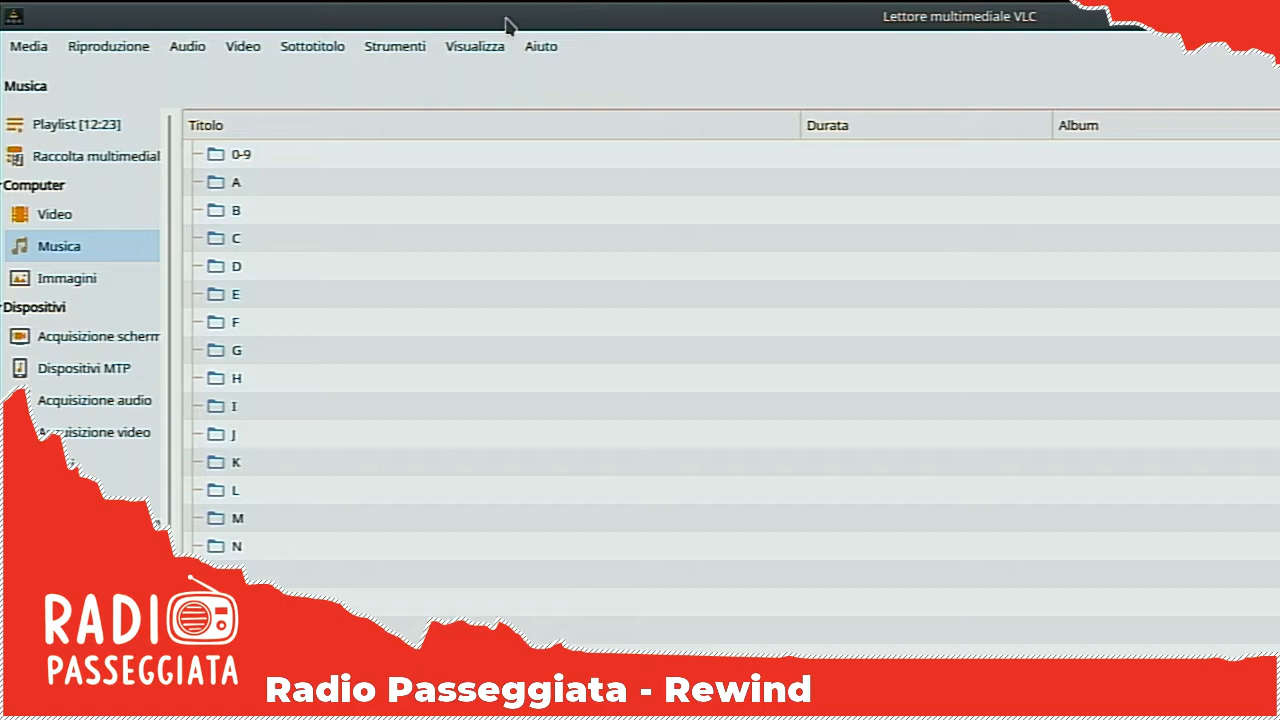 Lettore multimediale VLC
Media Riproduzione Audio Video Sottotitolo Strumenti Visualizza Aiuto
Musica
Playlist [12:23]
Raccolta multimedial
Computer
Video
Musica
Immagini
Dispositivi
Acquisizione scherm
Dispositivi MTP
Acquisizione audio
Acquisizione video
Titolo Durata Album
0-9
A
B
C
D
E
F
G
H
I
J
K
L
M
N
RADIO
PASSEGGIATA
Radio Passeggiata - Rewind